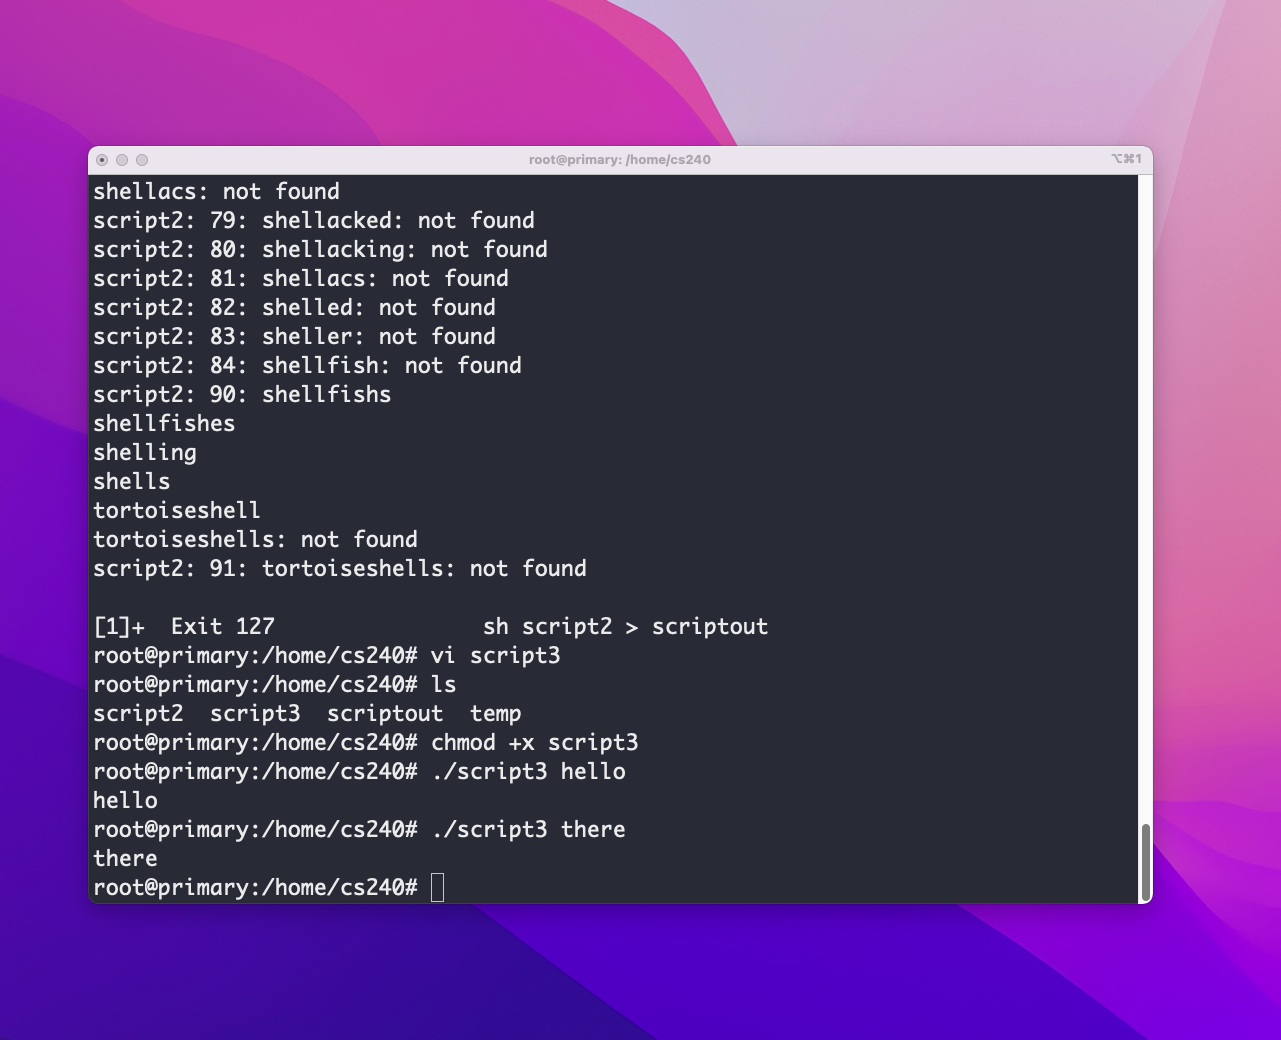 root@primary: /home/cs240
⌥⌘1
shellacs: not found
script2: 79: shellacked: not found
script2: 80: shellacking: not found
script2: 81: shellacs: not found
script2: 82: shelled: not found
script2: 83: sheller: not found
script2: 84: shellfish: not found
script2: 90: shellfishs
shellfishes
shelling
shells
tortoiseshell
tortoiseshells: not found
script2: 91: tortoiseshells: not found
[1]+  Exit 127                sh script2 > scriptout
root@primary:/home/cs240# vi script3
root@primary:/home/cs240# ls
script2  script3  scriptout  temp
root@primary:/home/cs240# chmod +x script3
root@primary:/home/cs240# ./script3 hello
hello
root@primary:/home/cs240# ./script3 there
there
root@primary:/home/cs240#